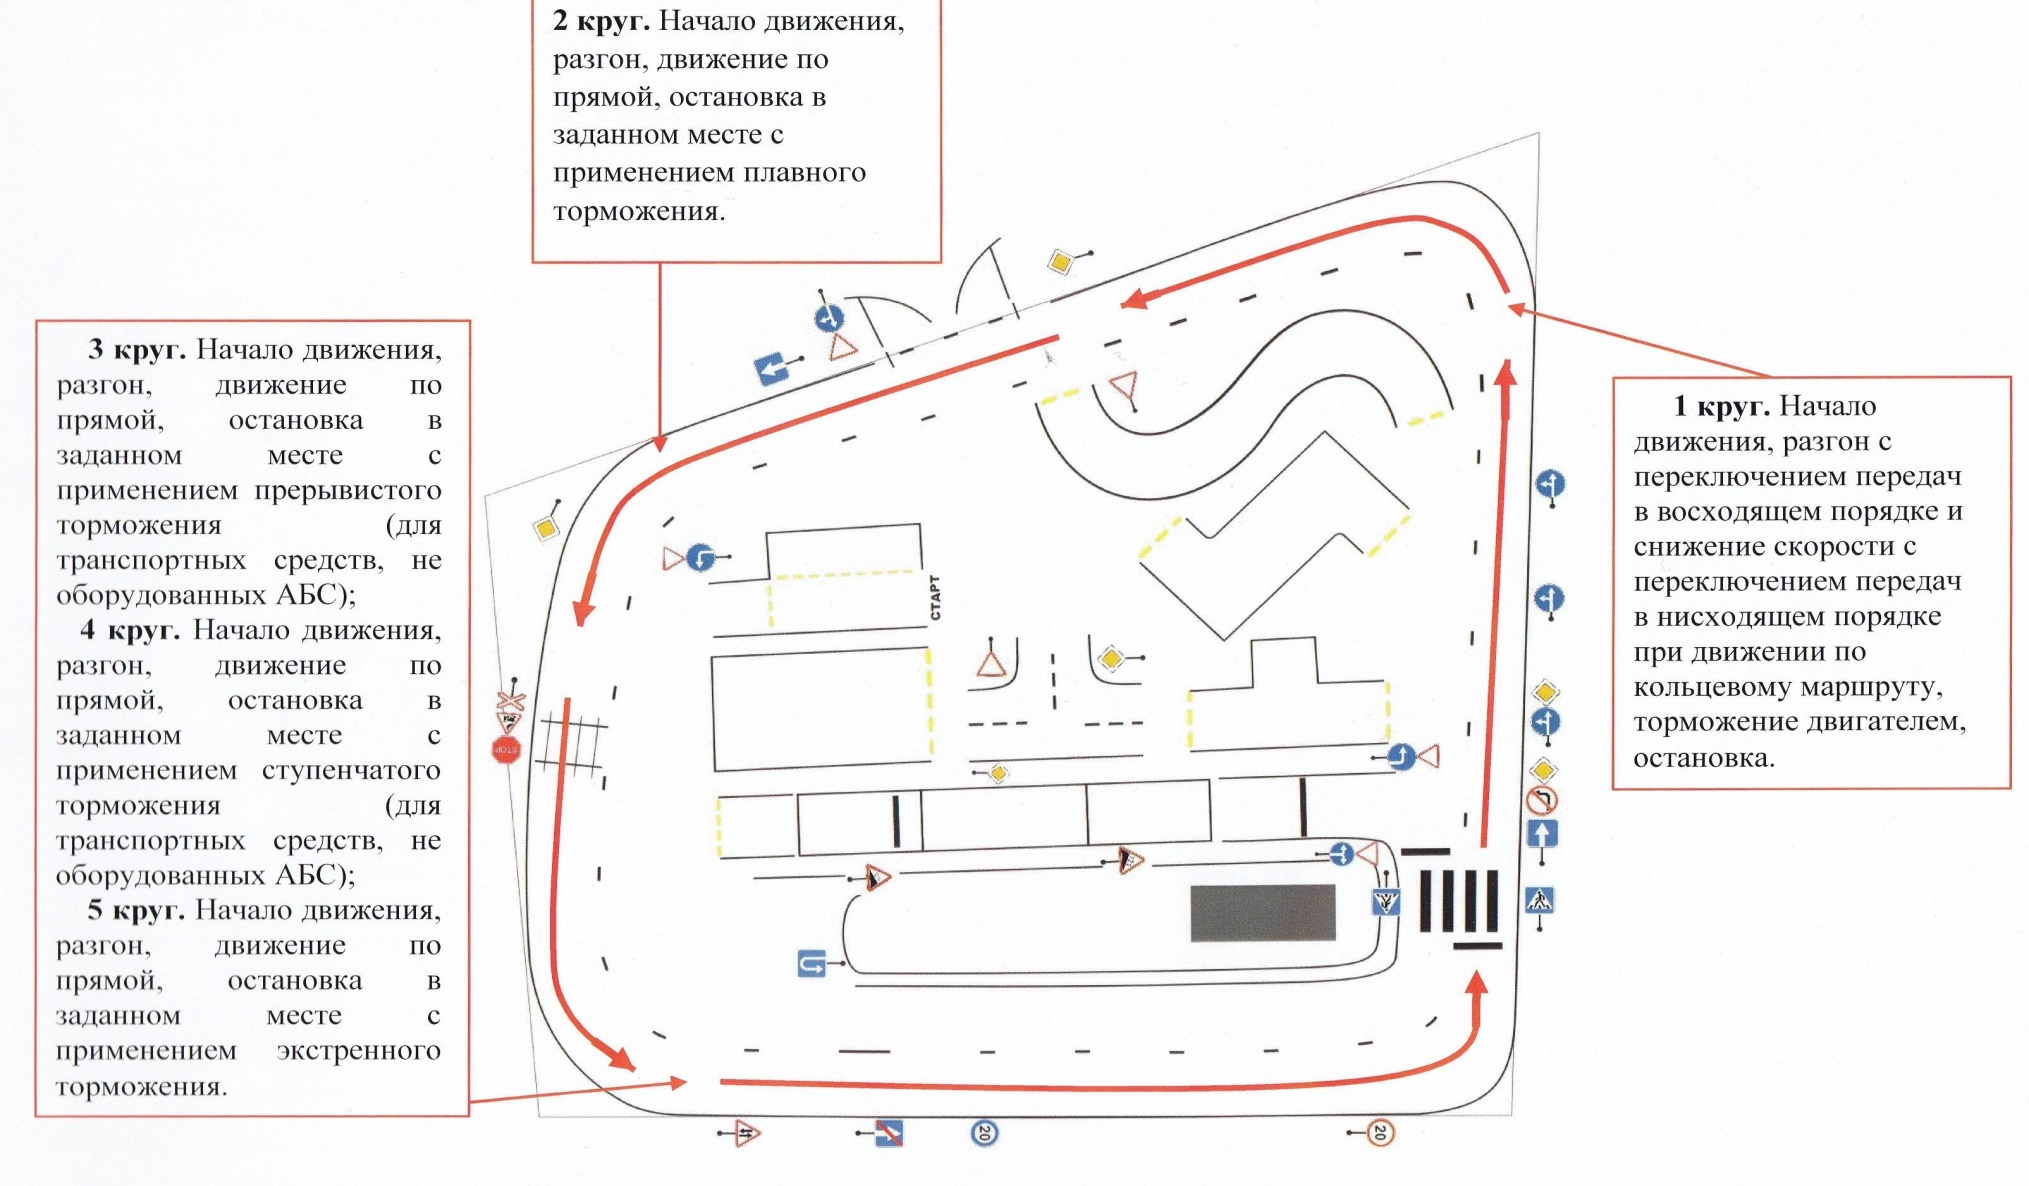 2 круг. Начало движения,
разгон, движение по
прямой, остановка в
заданном месте с
применением плавного
торможения.
3 круг. Начало движения,
разгон, движение по
прямой, остановка в
заданном месте с
применением прерывистого
торможения (для
транспортных средств, не
оборудованных АБС);
4 круг. Начало движения,
разгон, движение по
прямой, остановка в
заданном месте с
применением ступенчатого
торможения (для
транспортных средств, не
оборудованных АБС);
5 круг. Начало движения,
разгон, движение по
прямой, остановка в
заданном месте с
применением экстренного
торможения.
1 круг. Начало
движения, разгон с
переключением передач
в восходящем порядке и
снижение скорости с
переключением передач
в нисходящем порядке
при движении по
кольцевому маршруту,
торможение двигателем,
остановка.
СТАРТ
STOP
20
20